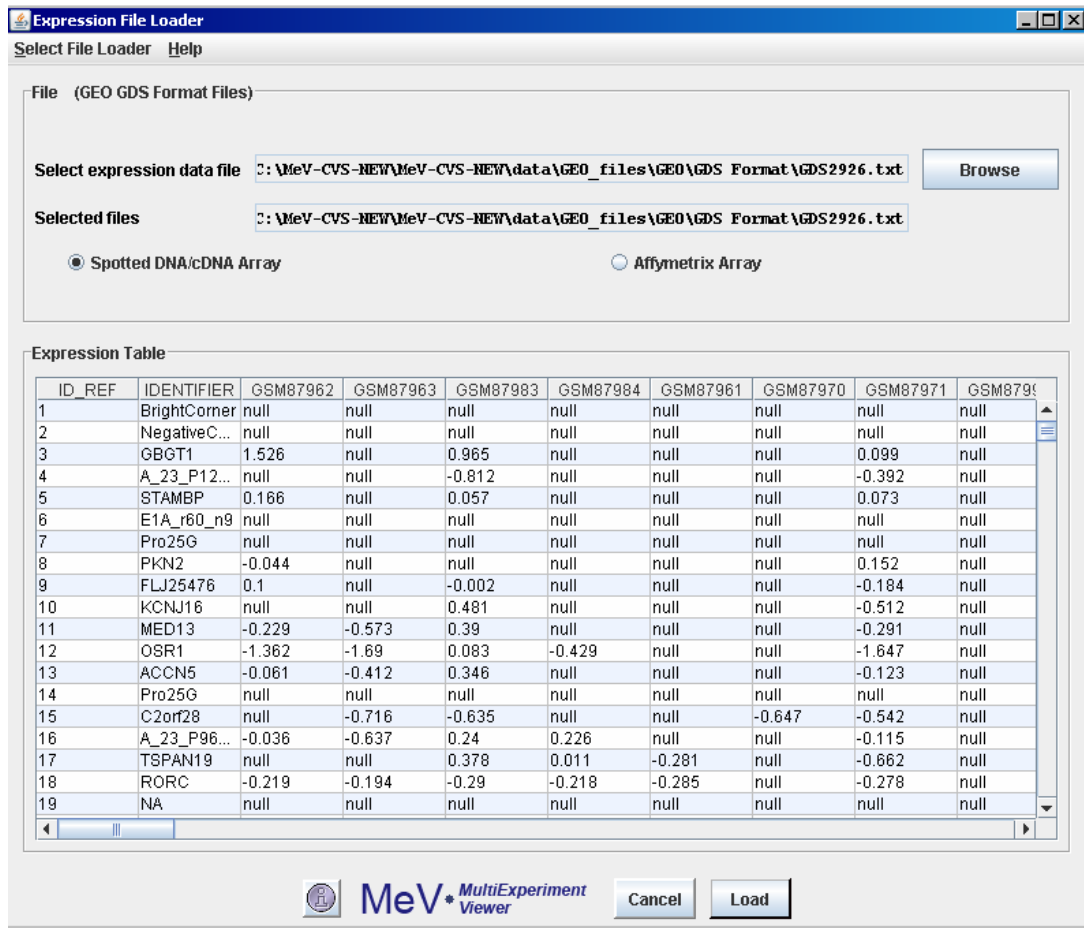 Expression File Loader
Select File Loader Help
File (GEO GDS Format Files)
Select expression data file C:\MeV-CVS-NEW\MeV-CVS-NEW\data\GEO_files\GEO\GDS Format\GDS2926.txt Browse
Selected files C:\MeV-CVS-NEW\MeV-CVS-NEW\data\GEO_files\GEO\GDS Format\GDS2926.txt
Spotted DNA/cDNA Array Affymetrix Array
Expression Table
ID_REF IDENTIFIER GSM87962 GSM87963 GSM87983 GSM87984 GSM87961 GSM87970 GSM87971 GSM8799
1 BrightCorner null null null null null null null null
2 NegativeC... null null null null null null null null
3 GBGT1 1.526 null 0.965 null null null 0.099 null
4 A_23_P12... null null -0.812 null null null -0.392 null
5 STAMBP 0.166 null 0.057 null null null 0.073 null
6 E1A_r60_n9 null null null null null null null null
7 Pro25G null null null null null null null null
8 PKN2 -0.044 null null null null null 0.152 null
9 FLJ25476 0.1 null -0.002 null null null -0.184 null
10 KCNJ16 null null 0.481 null null null -0.512 null
11 MED13 -0.229 -0.573 0.39 null null null -0.291 null
12 OSR1 -1.362 -1.69 0.083 -0.429 null null -1.647 null
13 ACCN5 -0.061 -0.412 0.346 null null null -0.123 null
14 Pro25G null null null null null null null null
15 C2orf28 null -0.716 -0.635 null null -0.647 -0.542 null
16 A_23_P96... -0.036 -0.637 0.24 0.226 null null -0.115 null
17 TSPAN19 null null 0.378 0.011 -0.281 null -0.662 null
18 RORC -0.219 -0.194 -0.29 -0.218 -0.285 null -0.278 null
19 NA null null null null null null null null
MeV MultiExperiment Viewer Cancel Load